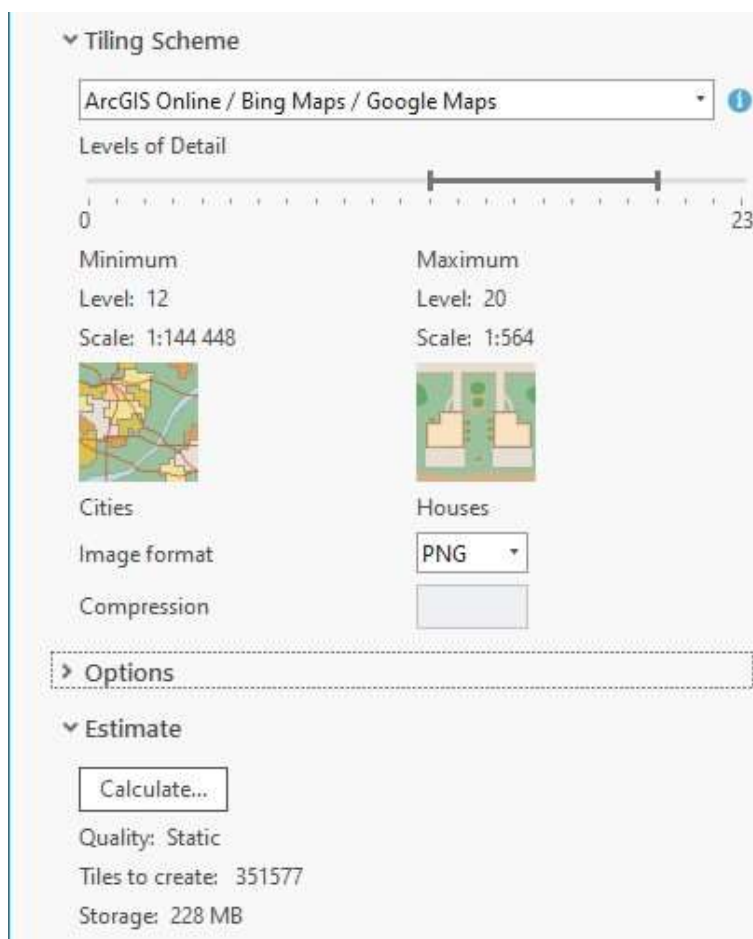 Tiling Scheme
ArcGIS Online / Bing Maps / Google Maps
Levels of Detail
0 23
Minimum Maximum
Level: 12 Level: 20
Scale: 1:144 448 Scale: 1:564
Cities Houses
Image format PNG
Compression
Options
Estimate
Calculate...
Quality: Static
Tiles to create: 351577
Storage: 228 MB